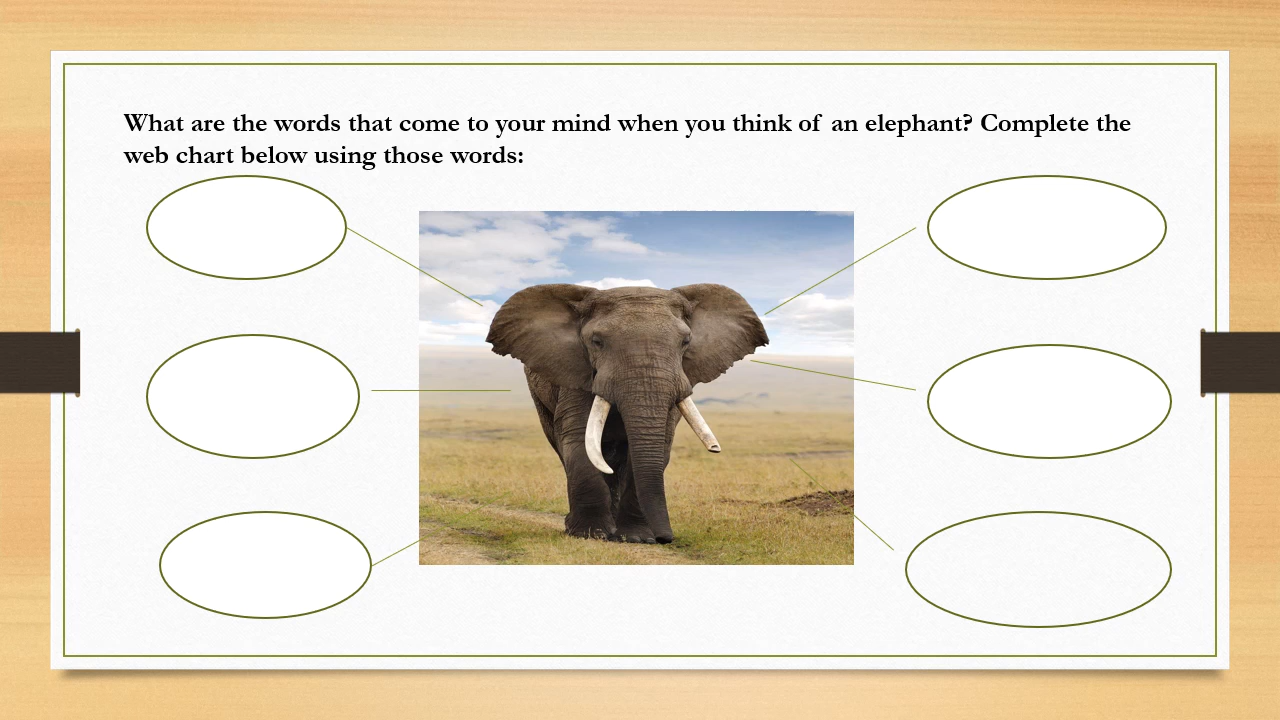 What are the words that come to your mind when you think of an elephant? Complete the
web chart below using those words: